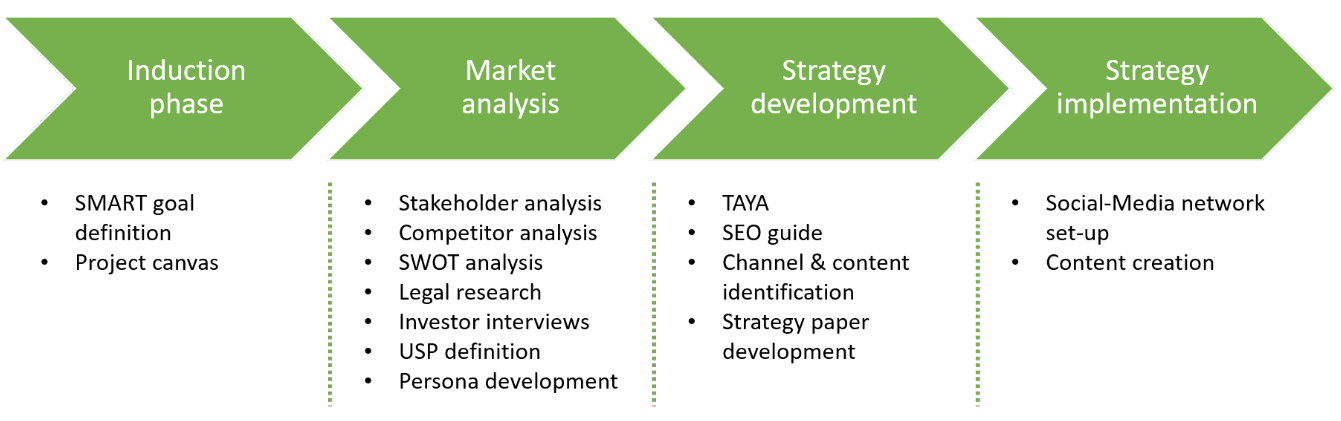 Induction
phase
Market
analysis
Strategy
development
Strategy
implementation
• SMART goal
definition
• Project canvas
• Stakeholder analysis
• Competitor analysis
• SWOT analysis
• Legal research
• Investor interviews
• USP definition
• Persona development
• TAYA
• SEO guide
• Channel & content
identification
• Strategy paper
development
• Social-Media network
set-up
• Content creation